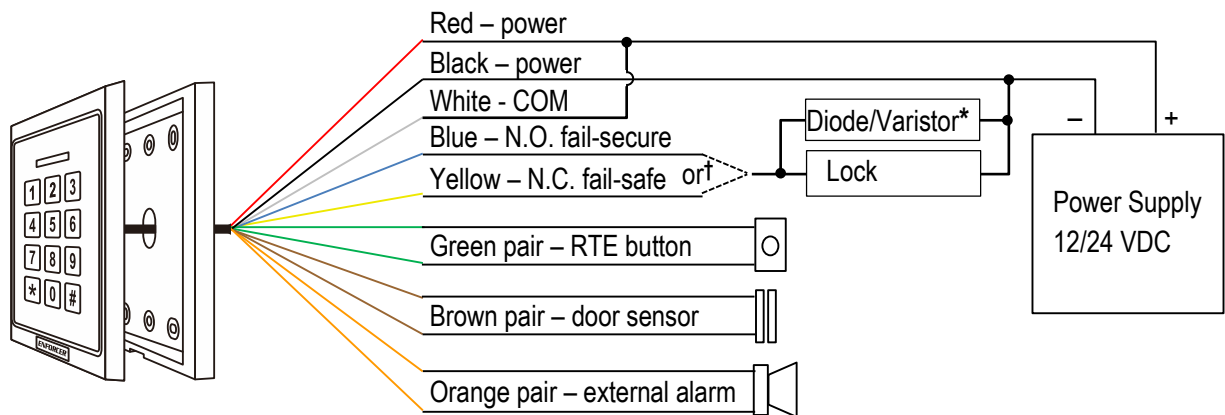 Red – power
Black – power
White - COM
Blue – N.O. fail-secure
Yellow – N.C. fail-safe
or†
Diode/Varistor*
Lock
– +
Power Supply
12/24 VDC
Green pair – RTE button
Brown pair – door sensor
Orange pair – external alarm
1 2 3
4 5 6
7 8 9
* 0 #
ENFORCER